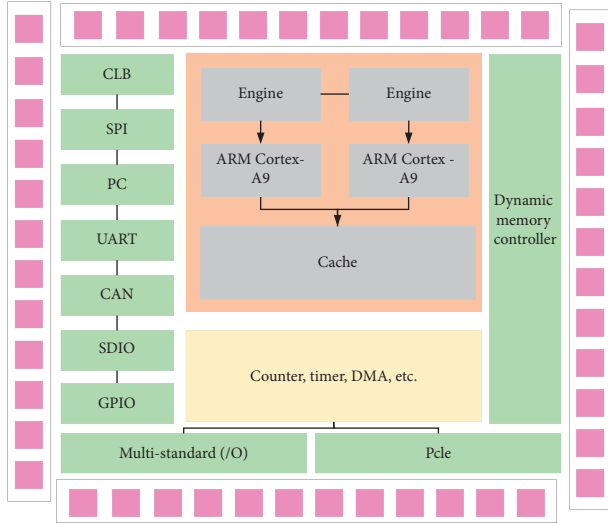 CLB
SPI
PC
UART
CAN
SDIO
GPIO
Engine
Engine
ARM Cortex-
A9
ARM Cortex -
A9
Cache
Dynamic
memory
controller
Counter, timer, DMA, etc.
Multi-standard (/O)
Pcle